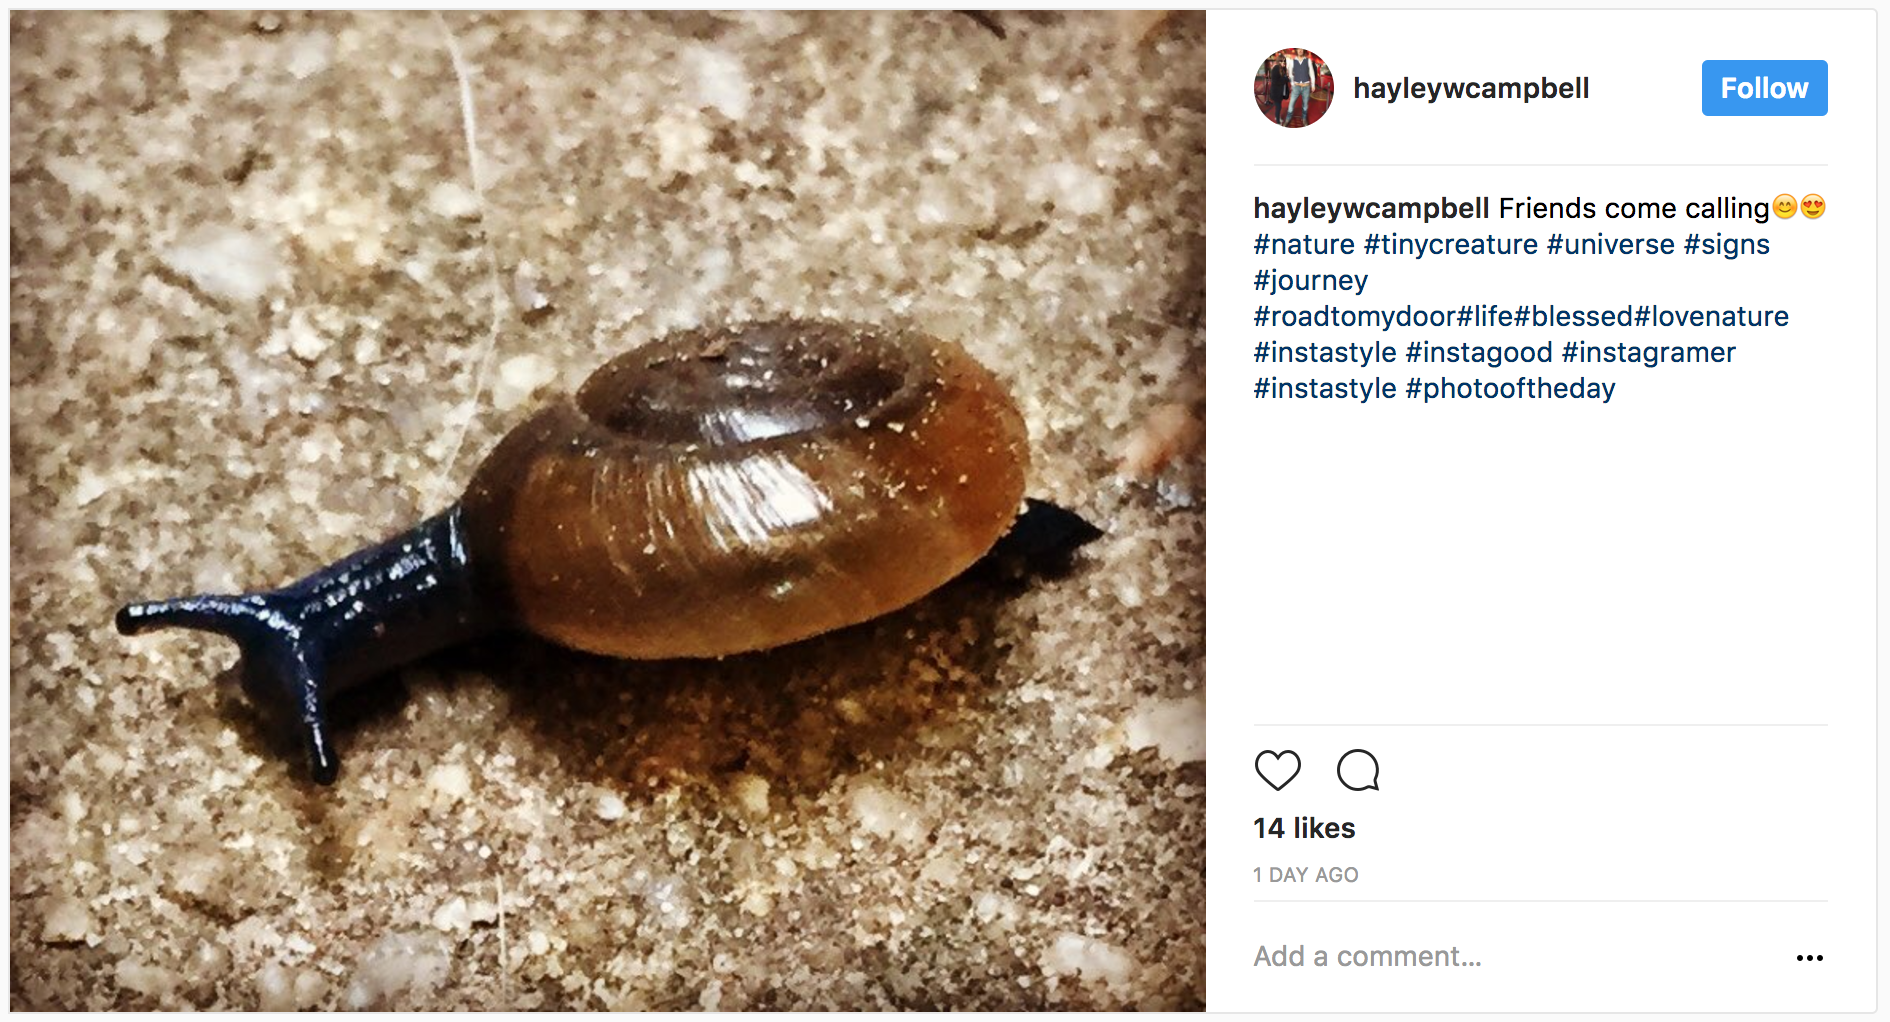 hayleywcampbell
Follow
hayleywcampbell Friends come calling😊😍
#nature #tinycreature #universe #signs
#journey
#roadtomydoor#life#blessed#lovenature
#instastyle #instagood #instagramer
#instastyle #photooftheday
14 likes
1 DAY AGO
Add a comment...